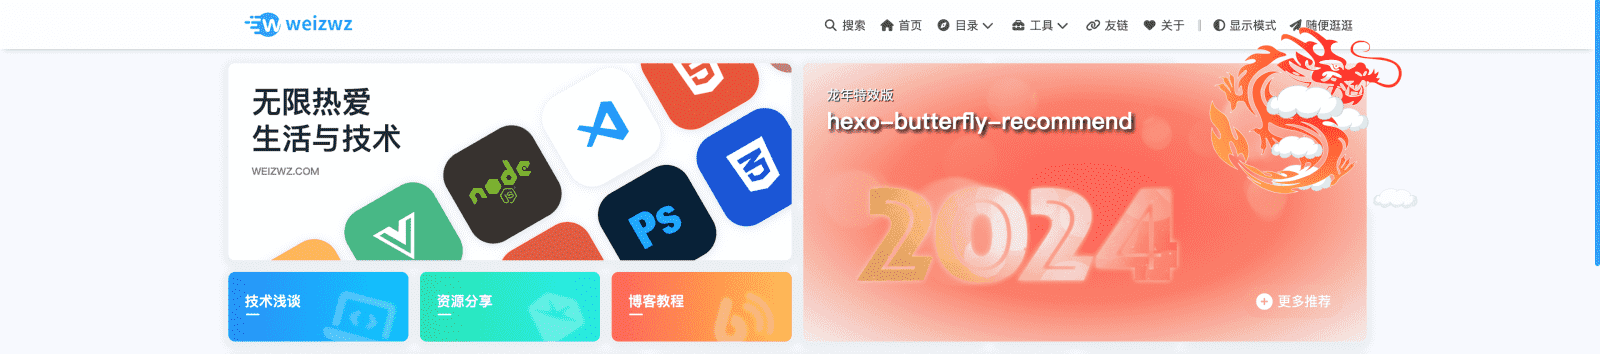 weizwz
搜索
首页
目录
工具
友链
关于
显示模式
随便逛逛
无限热爱
生活与技术
WEIZWZ.COM
node
JS
Ps
技术浅谈
资源分享
博客教程
龙年特效版
hexo-butterfly-recommend
2024
更多推荐